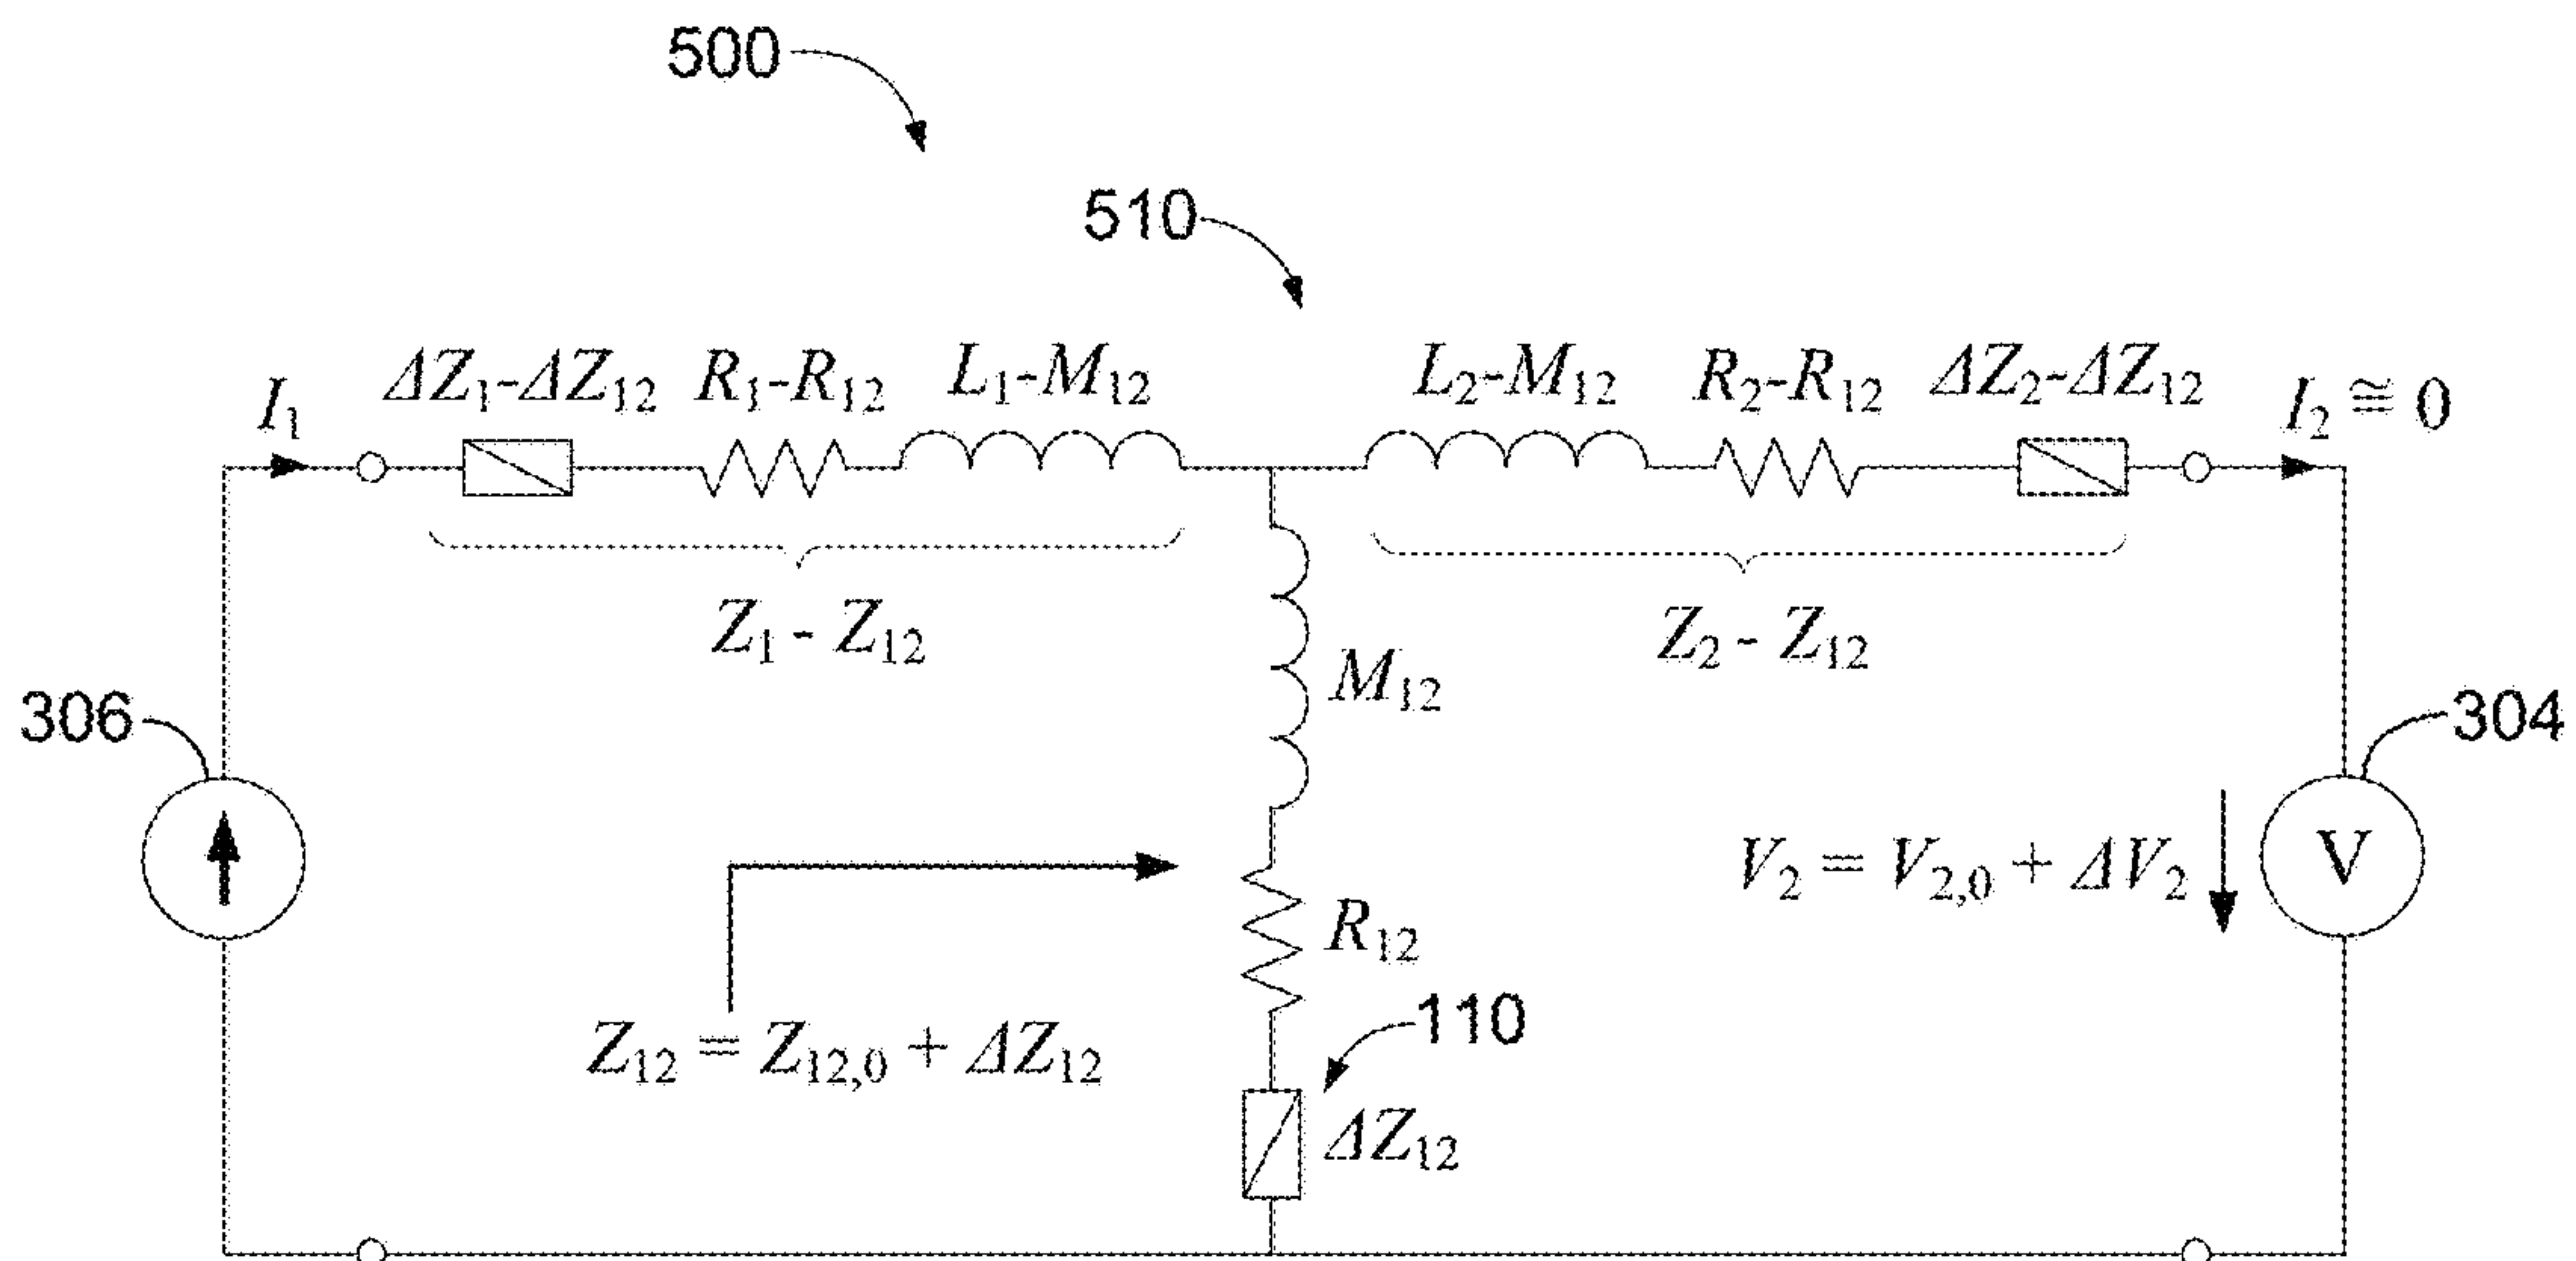 500
510
ΔZ₁-ΔZ₁₂ R₁-R₁₂ L₁-M₁₂ L₂-M₁₂ R₂-R₁₂ ΔZ₂-ΔZ₁₂
I₁ I₂ ≅ 0
Z₁ - Z₁₂ Z₂ - Z₁₂
M₁₂
306 304
V₂ = V₂,₀ + ΔV₂ V
R₁₂
110
Z₁₂ = Z₁₂,₀ + ΔZ₁₂
ΔZ₁₂